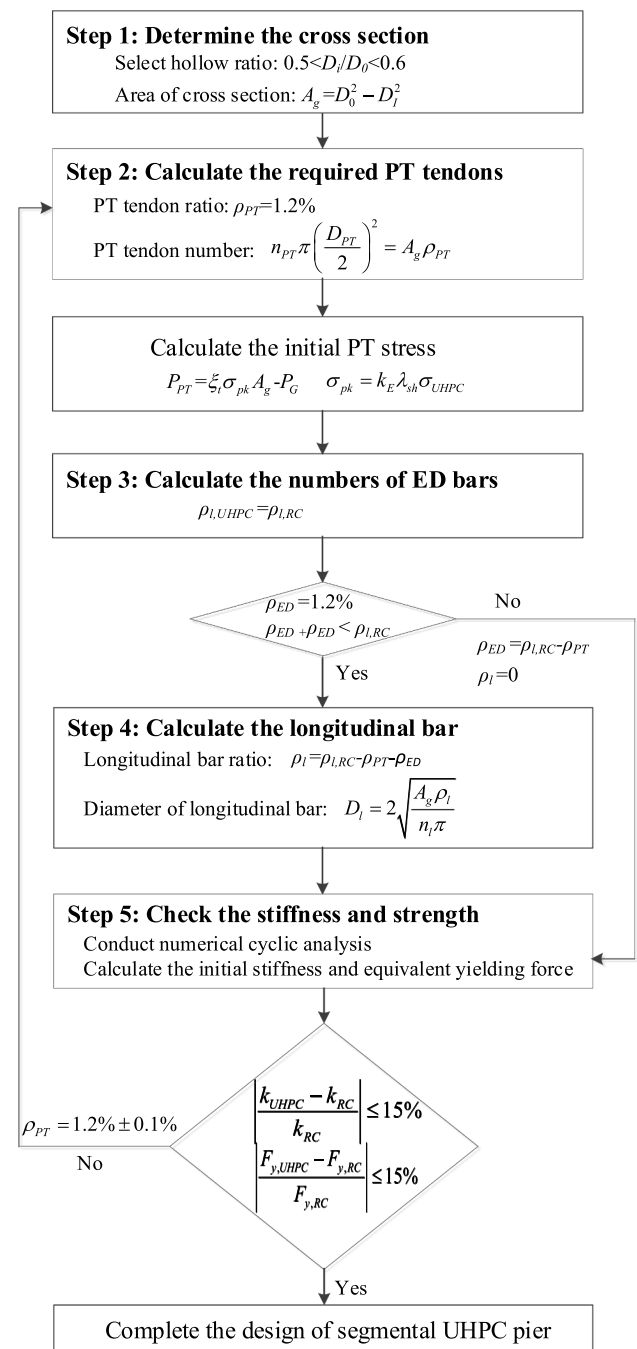 Step 1: Determine the cross section
Select hollow ratio: 0.5<D_i/D_0<0.6
Area of cross section: A_g=D_0^2 − D_I^2
Step 2: Calculate the required PT tendons
PT tendon ratio: ρ_PT=1.2%
PT tendon number: n_PT π (D_PT / 2)^2 = A_g ρ_PT
Calculate the initial PT stress
P_PT=ξ_t σ_pk A_g-P_G σ_pk = k_E λ_sh σ_UHPC
Step 3: Calculate the numbers of ED bars
ρ_l,UHPC=ρ_l,RC
ρ_ED=1.2%
ρ_ED+ρ_ED< ρ_l,RC
No
ρ_ED=ρ_l,RC-ρ_PT
ρ_l=0
Yes
Step 4: Calculate the longitudinal bar
Longitudinal bar ratio: ρ_l=ρ_l,RC-ρ_PT-ρ_ED
Diameter of longitudinal bar: D_l = 2√(A_g ρ_l / n_l π)
Step 5: Check the stiffness and strength
Conduct numerical cyclic analysis
Calculate the initial stiffness and equivalent yielding force
|k_UHPC − k_RC / k_RC| ≤ 15%
|F_y,UHPC − F_y,RC / F_y,RC| ≤ 15%
ρ_PT = 1.2% ± 0.1%
No
Yes
Complete the design of segmental UHPC pier